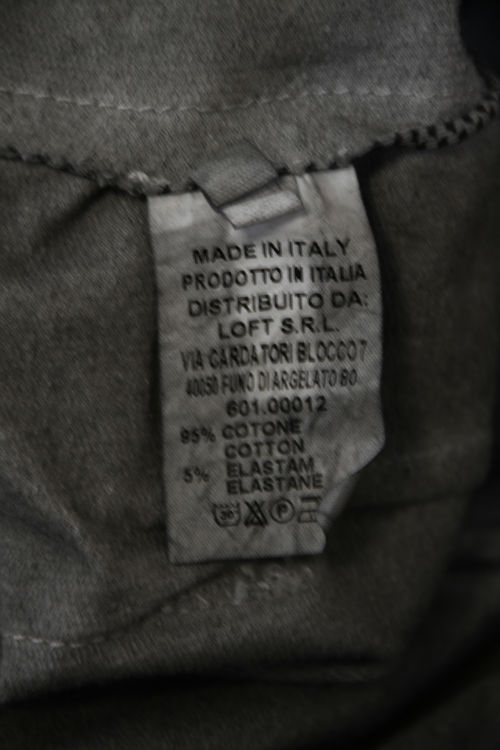 MADE IN ITALY
PRODOTTO IN ITALIA
DISTRIBUITO DA:
LOFT S.R.L.
VIA CARDATORI BLOCCO 7
40050 FUNO DI ARGELATO BO
601.00012
95% COTONE
COTTON
5% ELASTAM
ELASTANE
30 P